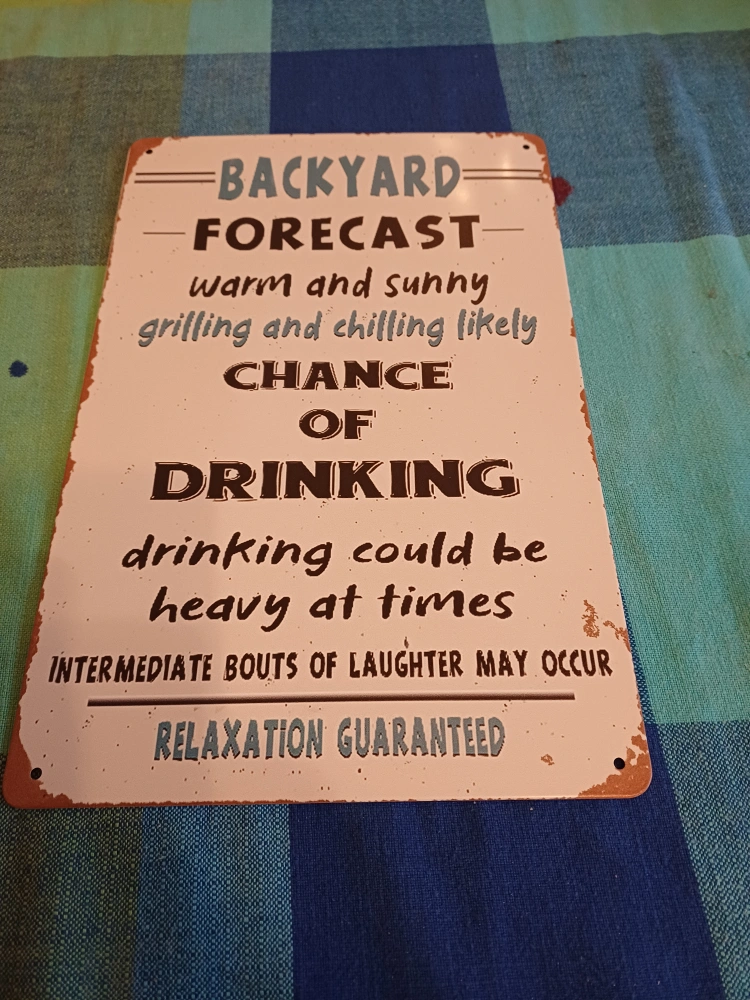 BACKYARD
FORECAST
warm and sunny
grilling and chilling likely
CHANCE
OF
DRINKING
drinking could be
heavy at times
INTERMEDIATE BOUTS OF LAUGHTER MAY OCCUR
RELAXATION GUARANTEED